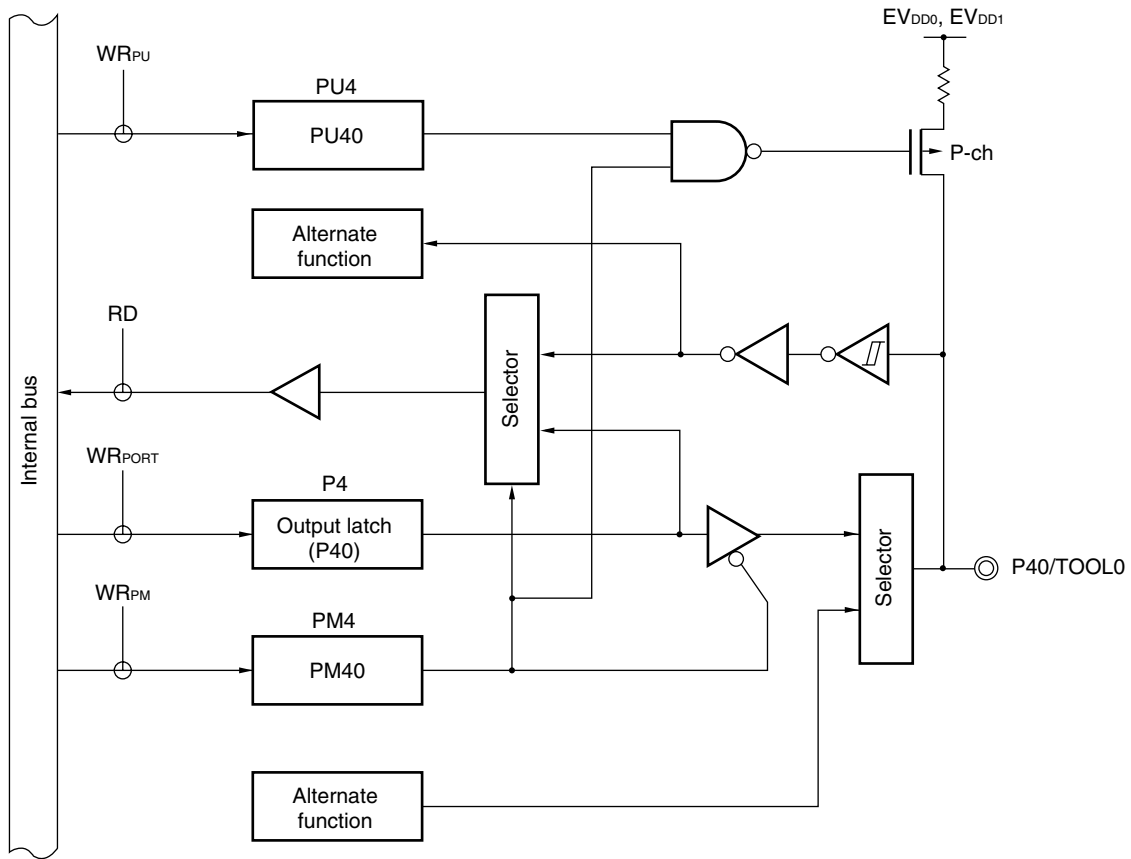 EVDD0, EVDD1
WRPU
PU4
PU40
P-ch
Alternate
function
RD
Selector
Internal bus
WRPORT
P4
Output latch
(P40)
Selector
P40/TOOL0
WRPM
PM4
PM40
Alternate
function